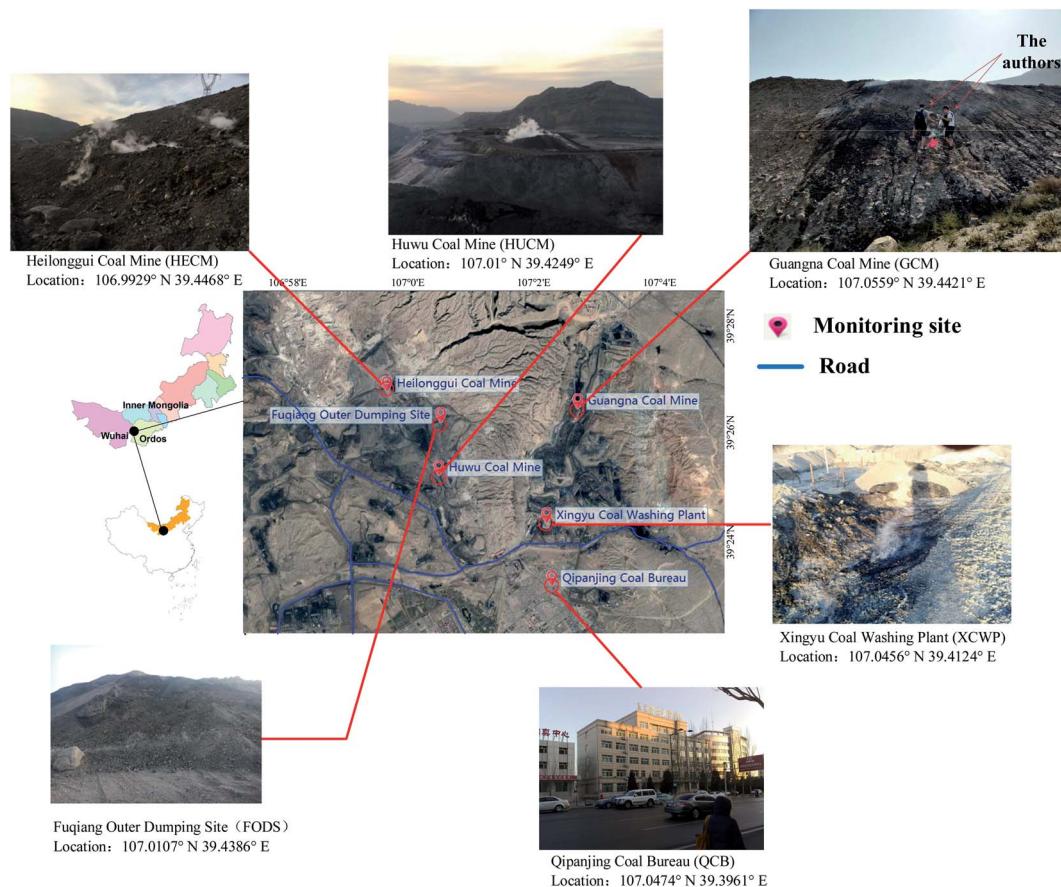 The
authors
Heilonggui Coal Mine (HECM)
Location：106.9929° N 39.4468° E
Huwu Coal Mine (HUCM)
Location：107.01° N 39.4249° E
Guangna Coal Mine (GCM)
Location：107.0559° N 39.4421° E
Monitoring site
Road
106°58'E
107°0'E
107°2'E
107°4'E
39°28'N
39°26'N
39°24'N
Heilonggui Coal Mine
Guangna Coal Mine
Fuqiang Outer Dumping Site
Huwu Coal Mine
Xingyu Coal Washing Plant
Qipanjing Coal Bureau
Inner Mongolia
Wuhai
Ordos
Xingyu Coal Washing Plant (XCWP)
Location：107.0456° N 39.4124° E
Fuqiang Outer Dumping Site（FODS）
Location：107.0107° N 39.4386° E
中心
Qipanjing Coal Bureau (QCB)
Location：107.0474° N 39.3961° E